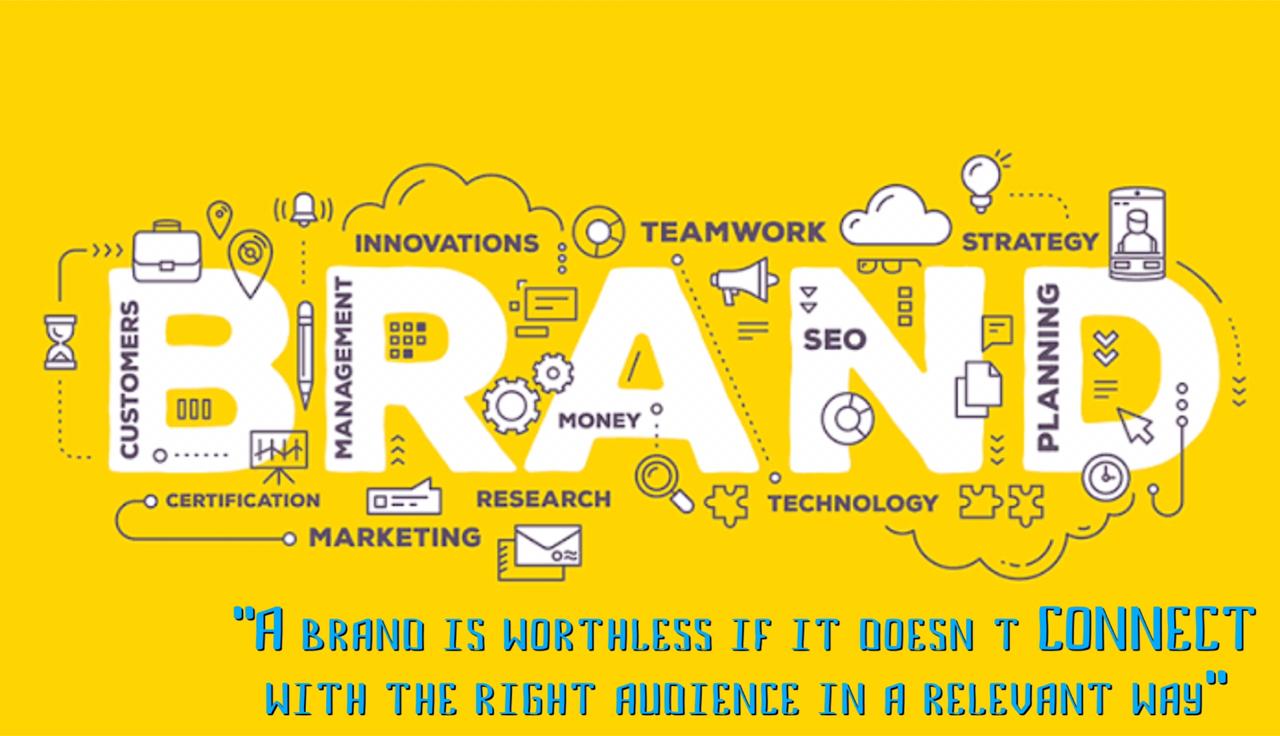 INNOVATIONS
TEAMWORK
STRATEGY
BRAND
CUSTOMERS
MANAGEMENT
SEO
PLANNING
MONEY
CERTIFICATION
RESEARCH
TECHNOLOGY
MARKETING
"A BRAND IS WORTHLESS IF IT DOESN T CONNECT
WITH THE RIGHT AUDIENCE IN A RELEVANT WAY"